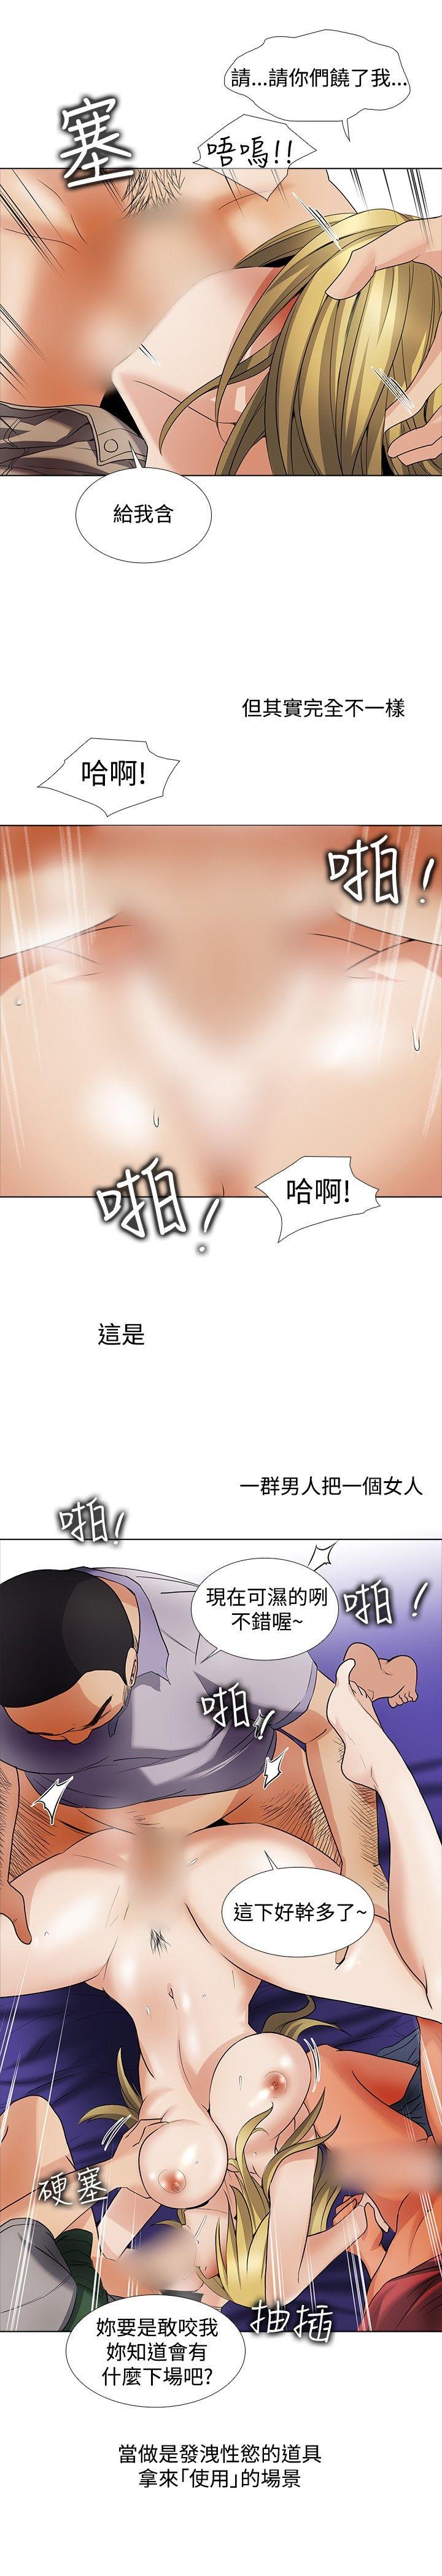 請...請你們饒了我...
塞
唔嗚!!
給我含
但其實完全不一樣
哈啊!
啪!
啪!
哈啊!
這是
一群男人把一個女人
啪!
現在可濕的咧
不錯喔~
啪!
啪!
這下好幹多了~
硬塞
抽插
妳要是敢咬我
妳知道會有
什麼下場吧?
當做是發洩性慾的道具
拿來「使用」的場景